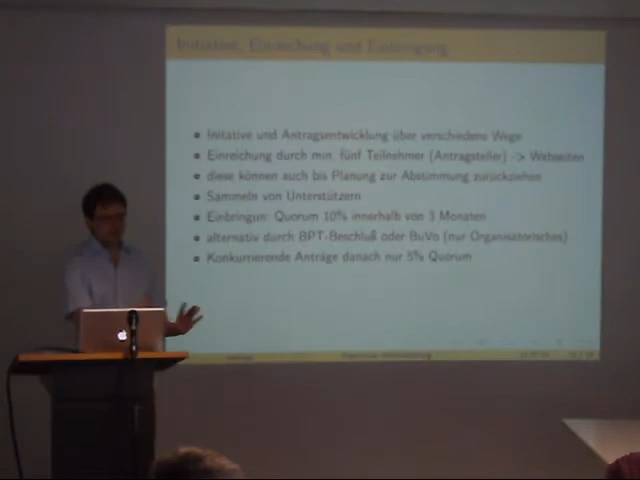 Initiative, Einreichung und Einbringung
Initative und Antragsentwicklung über verschiedene Wege
Einreichung durch min. fünf Teilnehmer (Antragsteller) -> Webseiten
diese können auch bis Planung zur Abstimmung zurückziehen
Sammeln von Unterstützern
Einbringun: Quorum 10% innerhalb von 3 Monaten
alternativ durch BPT-Beschluß oder BuVo (nur Organisatorisches)
Konkurrierende Anträge danach nur 5% Quorum